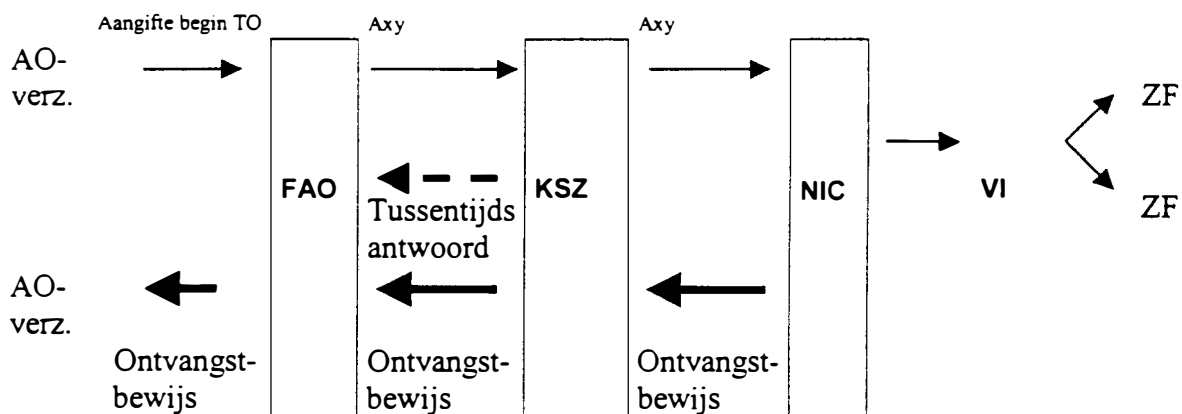 Aangifte begin TO
Axy
Axy
AO-
verz.
ZF
FAO
KSZ
NIC
VI
ZF
Tussentijds
antwoord
AO-
verz.
Ontvangst-
bewijs
Ontvangst-
bewijs
Ontvangst-
bewijs